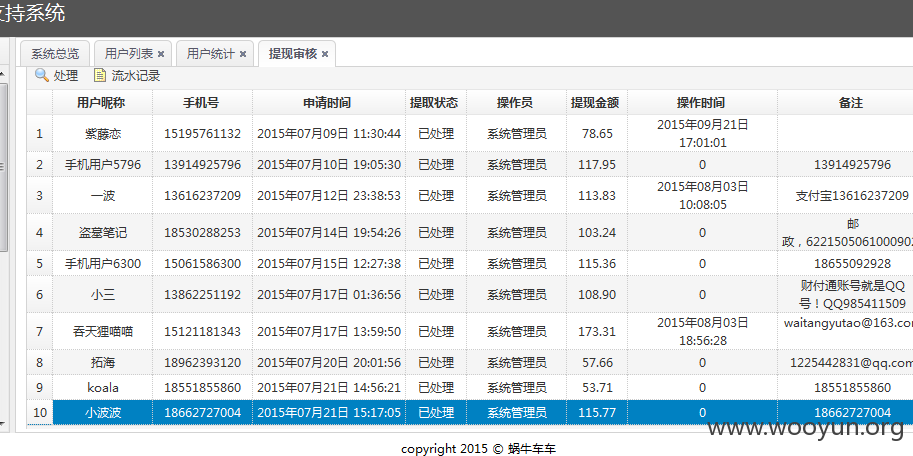 支持系统
系统总览 用户列表 用户统计 提现审核
处理 流水记录
用户昵称 手机号 申请时间 提取状态 操作员 提现金额 操作时间 备注
1 紫藤恋 15195761132 2015年07月09日 11:30:44 已处理 系统管理员 78.65 2015年09月21日
17:01:01
2 手机用户5796 13914925796 2015年07月10日 19:05:30 已处理 系统管理员 117.95 0 13914925796
3 一波 13616237209 2015年07月12日 23:38:53 已处理 系统管理员 113.83 2015年08月03日
10:08:05 支付宝13616237209
4 盗墓笔记 18530288253 2015年07月14日 19:54:26 已处理 系统管理员 103.24 0 邮
政，6221505061000902
5 手机用户6300 15061586300 2015年07月15日 12:27:38 已处理 系统管理员 115.36 0 18655092928
6 小三 13862251192 2015年07月17日 01:36:56 已处理 系统管理员 108.90 0 财付通账号就是QQ
号！QQ985411509
7 吞天狸喵喵 15121181343 2015年07月17日 13:59:50 已处理 系统管理员 173.31 2015年08月03日
18:56:28 waitangyutao@163.com
8 拓海 18962393120 2015年07月20日 20:01:56 已处理 系统管理员 57.66 0 1225442831@qq.com
9 koala 18551855860 2015年07月21日 14:56:21 已处理 系统管理员 53.71 0 18551855860
10 小波波 18662727004 2015年07月21日 15:17:05 已处理 系统管理员 115.77 0 18662727004
www.wooyun.org
copyright 2015 © 蜗牛车车